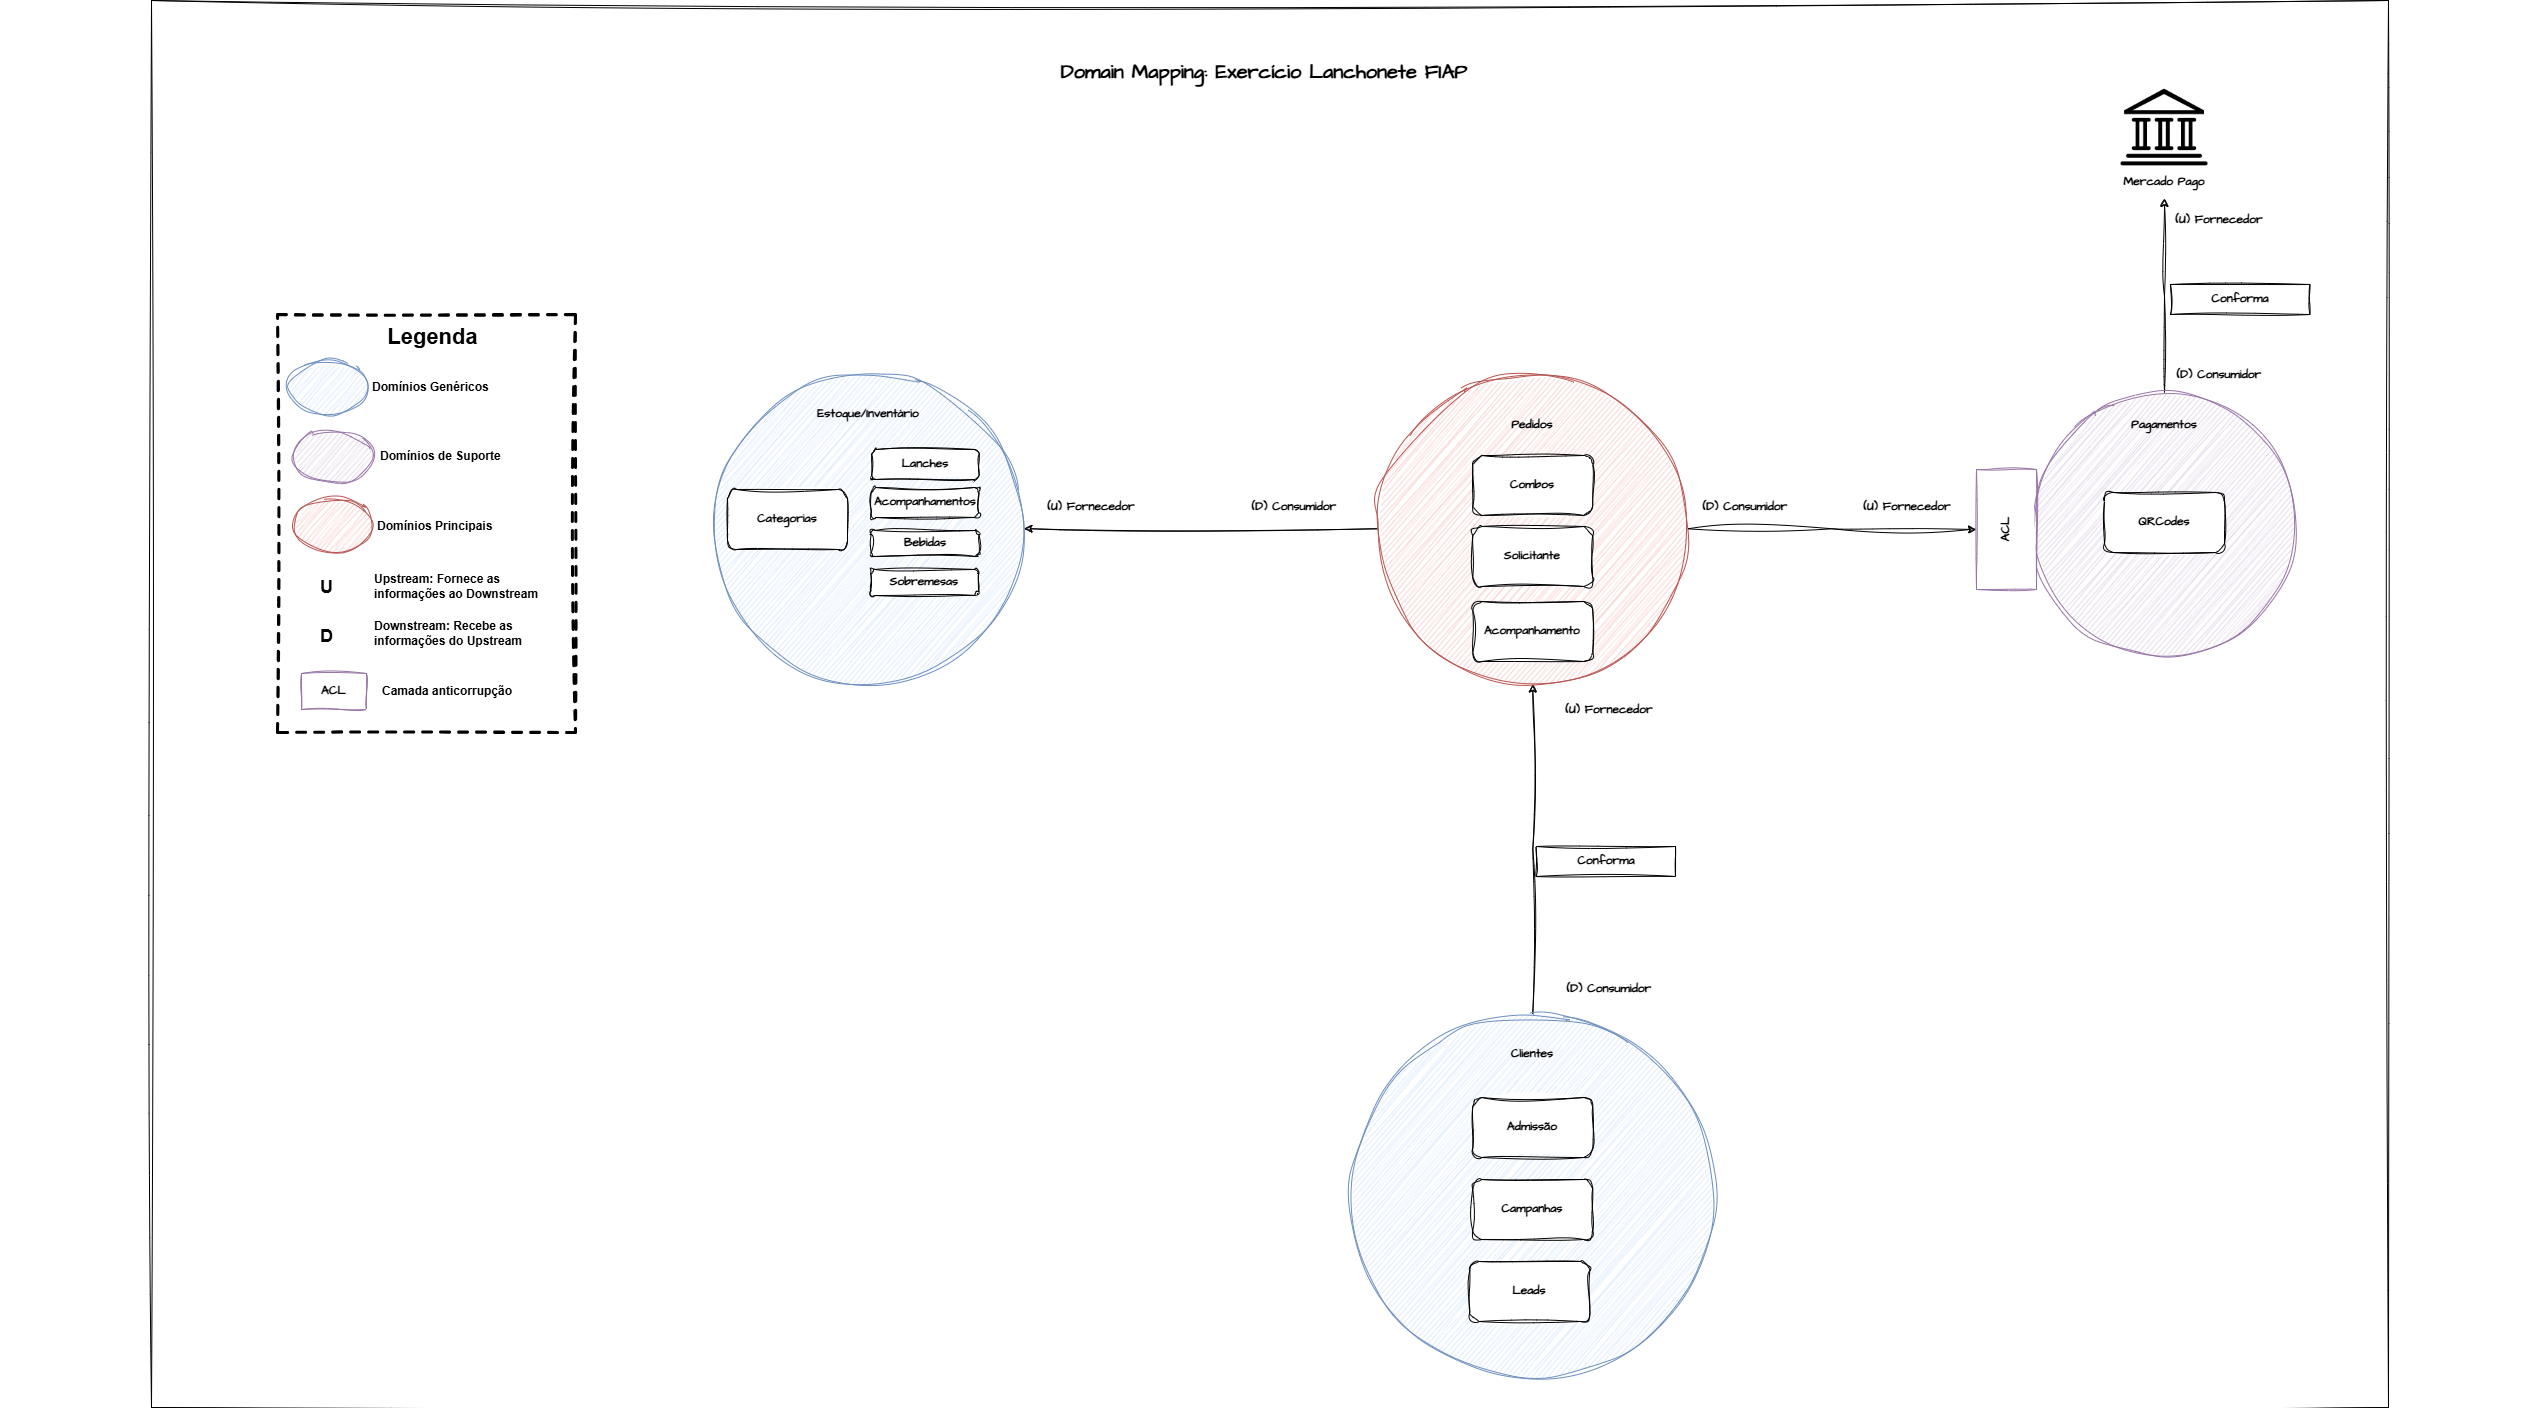 Domain Mapping: Exercício Lanchonete FIAP
Mercado Pago
(U) Fornecedor
Conforma
(D) Consumidor
Legenda
Domínios Genéricos
Domínios de Suporte
Domínios Principais
U
Upstream: Fornece as
informações ao Downstream
D
Downstream: Recebe as
informações do Upstream
ACL
Camada anticorrupção
Estoque/Inventário
Categorias
Lanches
Acompanhamentos
Bebidas
Sobremesas
(U) Fornecedor
(D) Consumidor
Pedidos
Combos
Solicitante
Acompanhamento
(D) Consumidor
(U) Fornecedor
ACL
Pagamentos
QRCodes
(U) Fornecedor
Conforma
(D) Consumidor
Clientes
Admissão
Campanhas
Leads